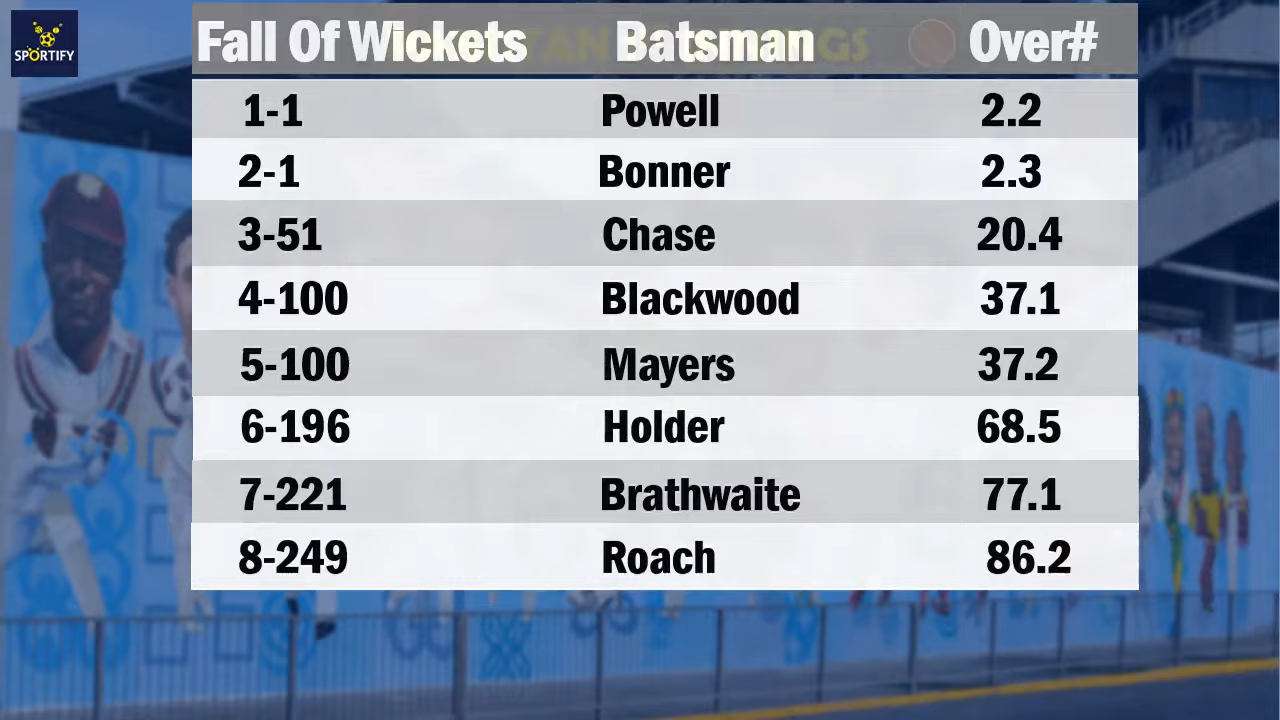 SPORTIFY
Fall Of Wickets Batsman Over#
1-1 Powell 2.2
2-1 Bonner 2.3
3-51 Chase 20.4
4-100 Blackwood 37.1
5-100 Mayers 37.2
6-196 Holder 68.5
7-221 Brathwaite 77.1
8-249 Roach 86.2